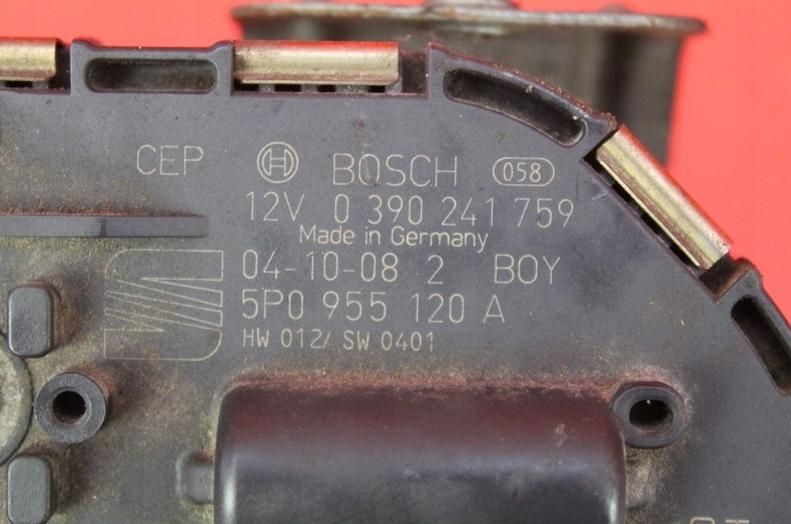 CEP BOSCH 058
12V 0 390 241 759
Made in Germany
04-10-08 2 BOY
5P0 955 120 A
HW 012/ SW 0401